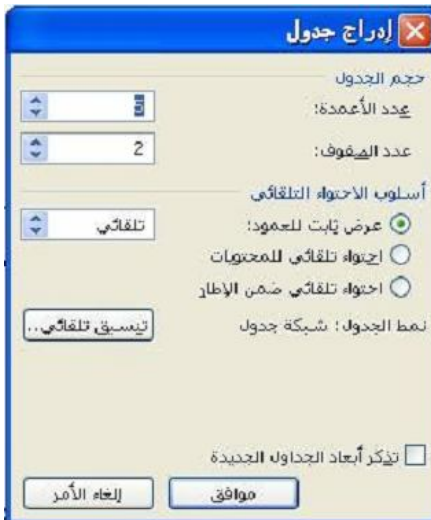 إدراج جدول
حجم الجدول
عدد الأعمدة: 5
عدد الصفوف: 2
أسلوب الاحتواء التلقائي
عرض ثابت للعمود: تلقائي
احتواء تلقائي للمحتويات
احتواء تلقائي ضمن الإطار
نمط الجدول: شبكة جدول تنسيق تلقائي..
تذكر أبعاد الجداول الجديدة
موافق إلغاء الأمر